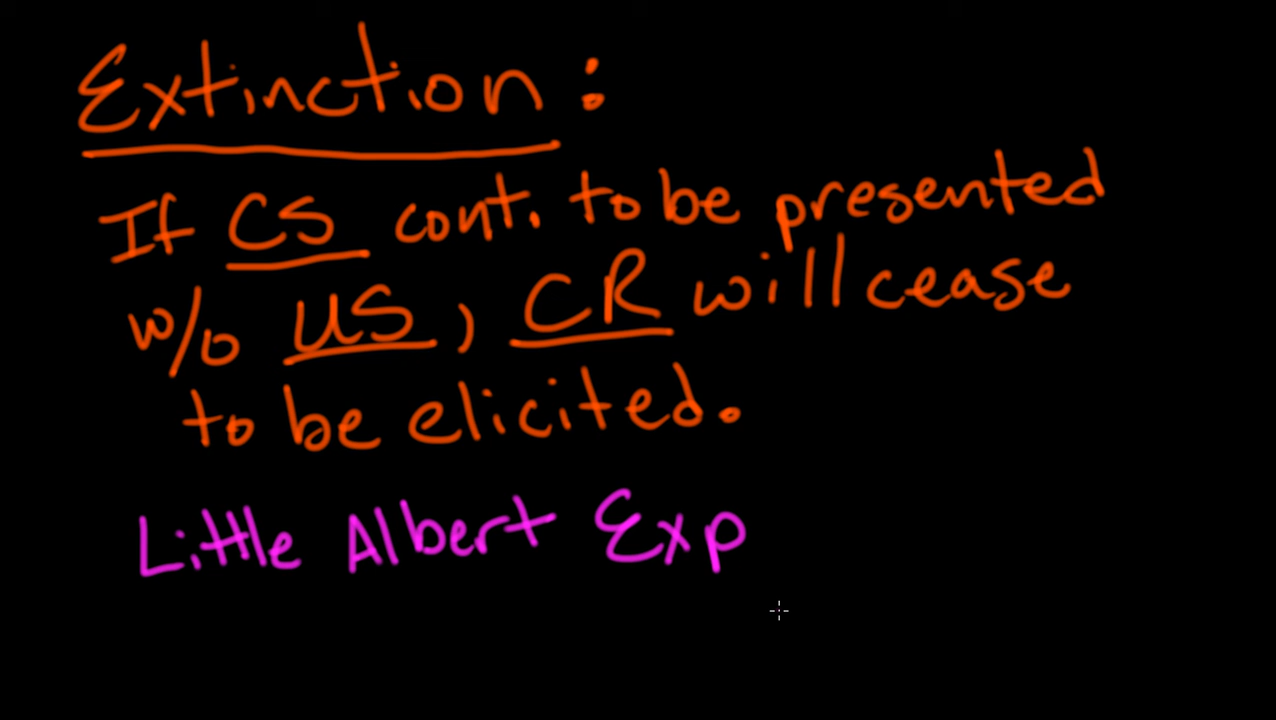 Extinction:
If CS cont. to be presented
w/o US, CR will cease
to be elicited.
Little Albert Exp